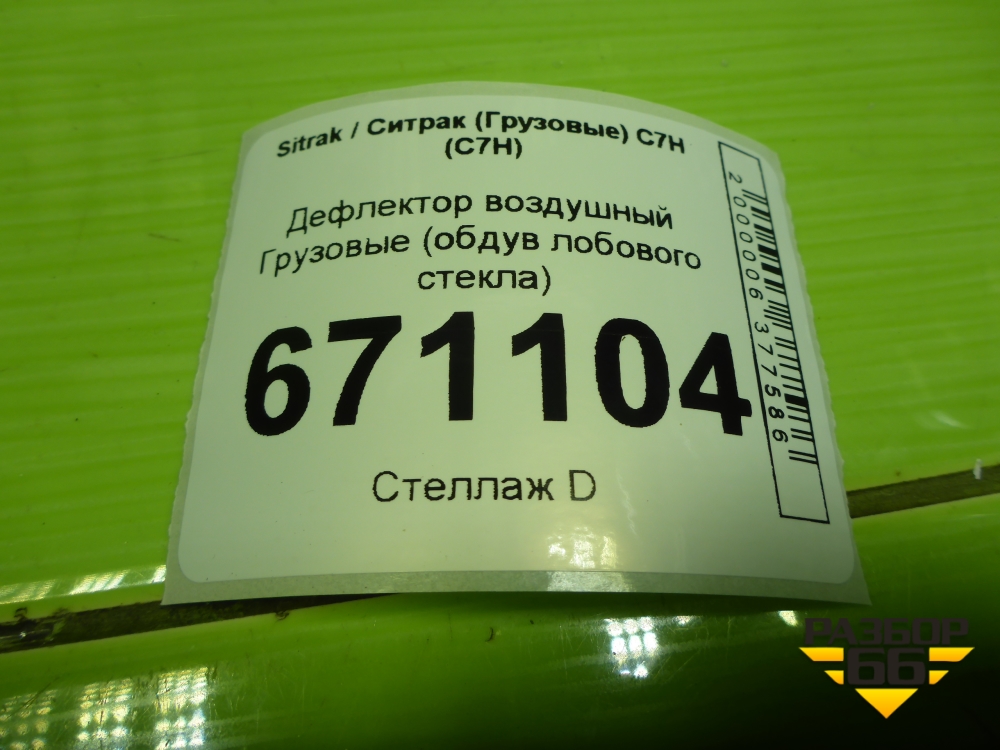 Sitrak / Ситрак (Грузовые) C7H
(C7H)
Дефлектор воздушный
Грузовые (обдув лобового
стекла)
671104
Стеллаж D
2000006377586
РАЗБОР
66